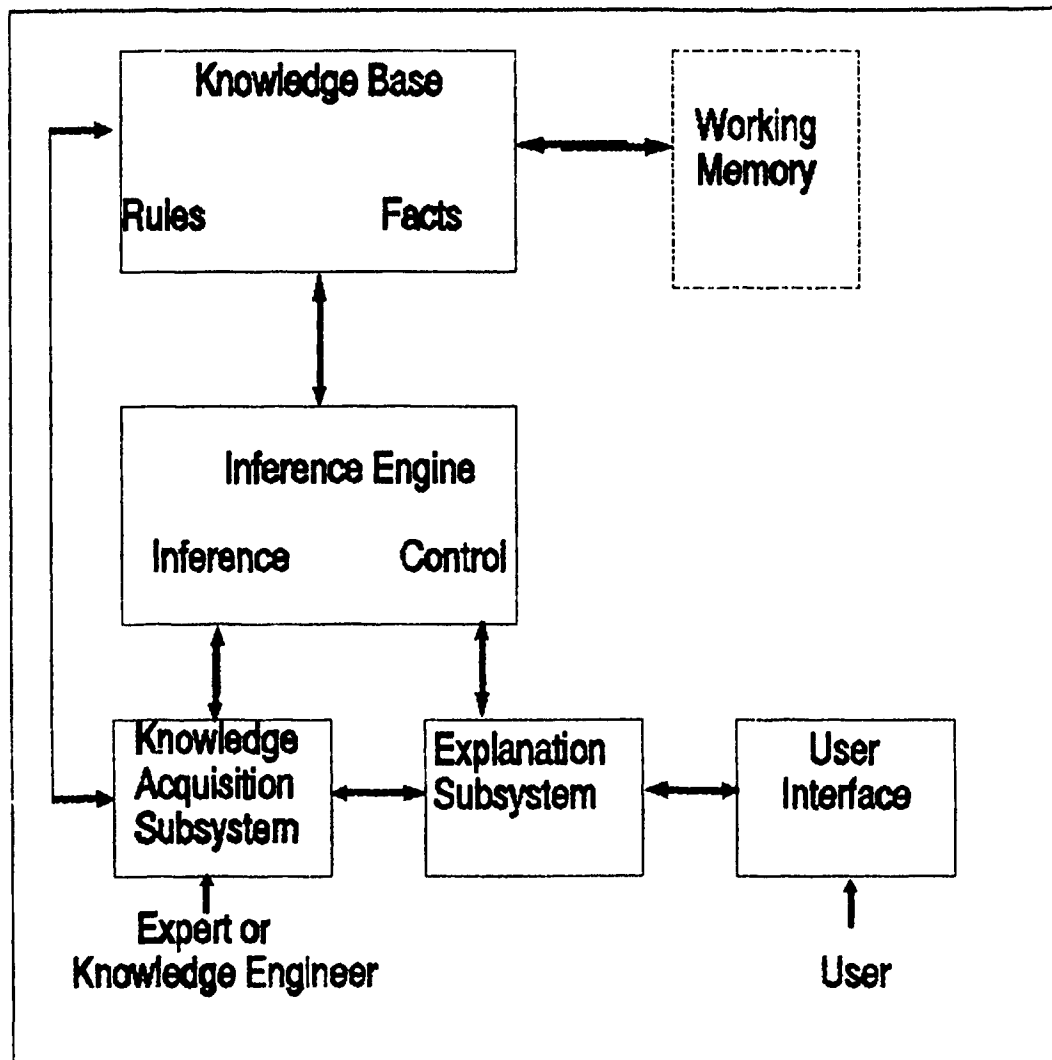 Knowledge Base
Rules Facts
Working
Memory
Inference Engine
Inference Control
Knowledge
Acquisition
Subsystem
Explanation
Subsystem
User
Interface
Expert or
Knowledge Engineer
User